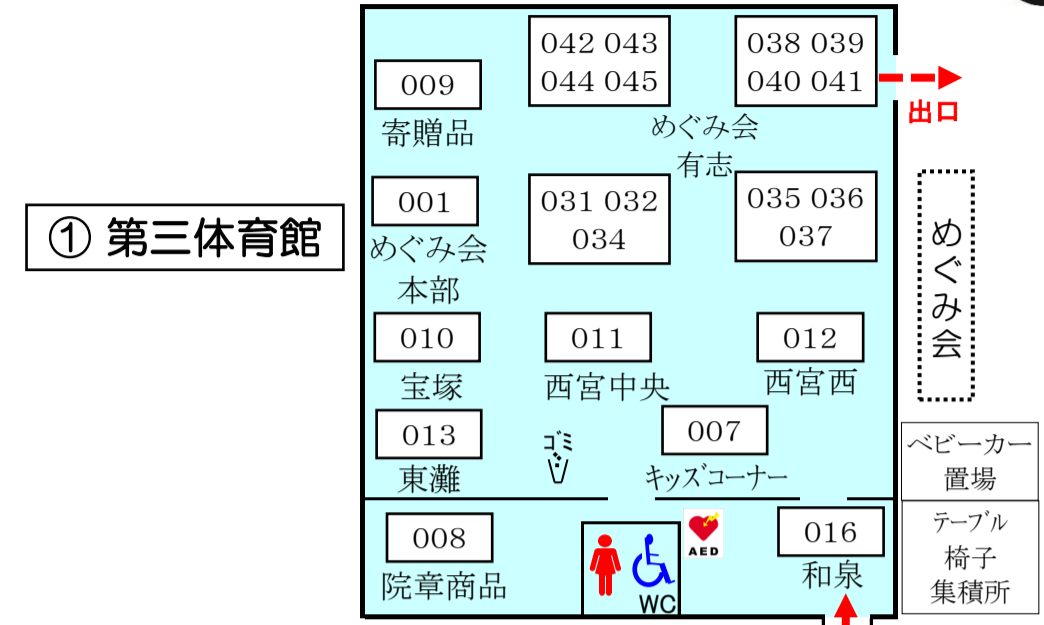 ① 第三体育館
042 043
044 045
038 039
040 041
出口
009
寄贈品
めぐみ会
有志
001
めぐみ会
本部
031 032
034
035 036
037
めぐみ会
010
宝塚
011
西宮中央
012
西宮西
013
東灘
ゴミ
007
キッズコーナー
ベビーカー
置場
008
院章商品
WC
AED
016
和泉
テーブル
椅子
集積所